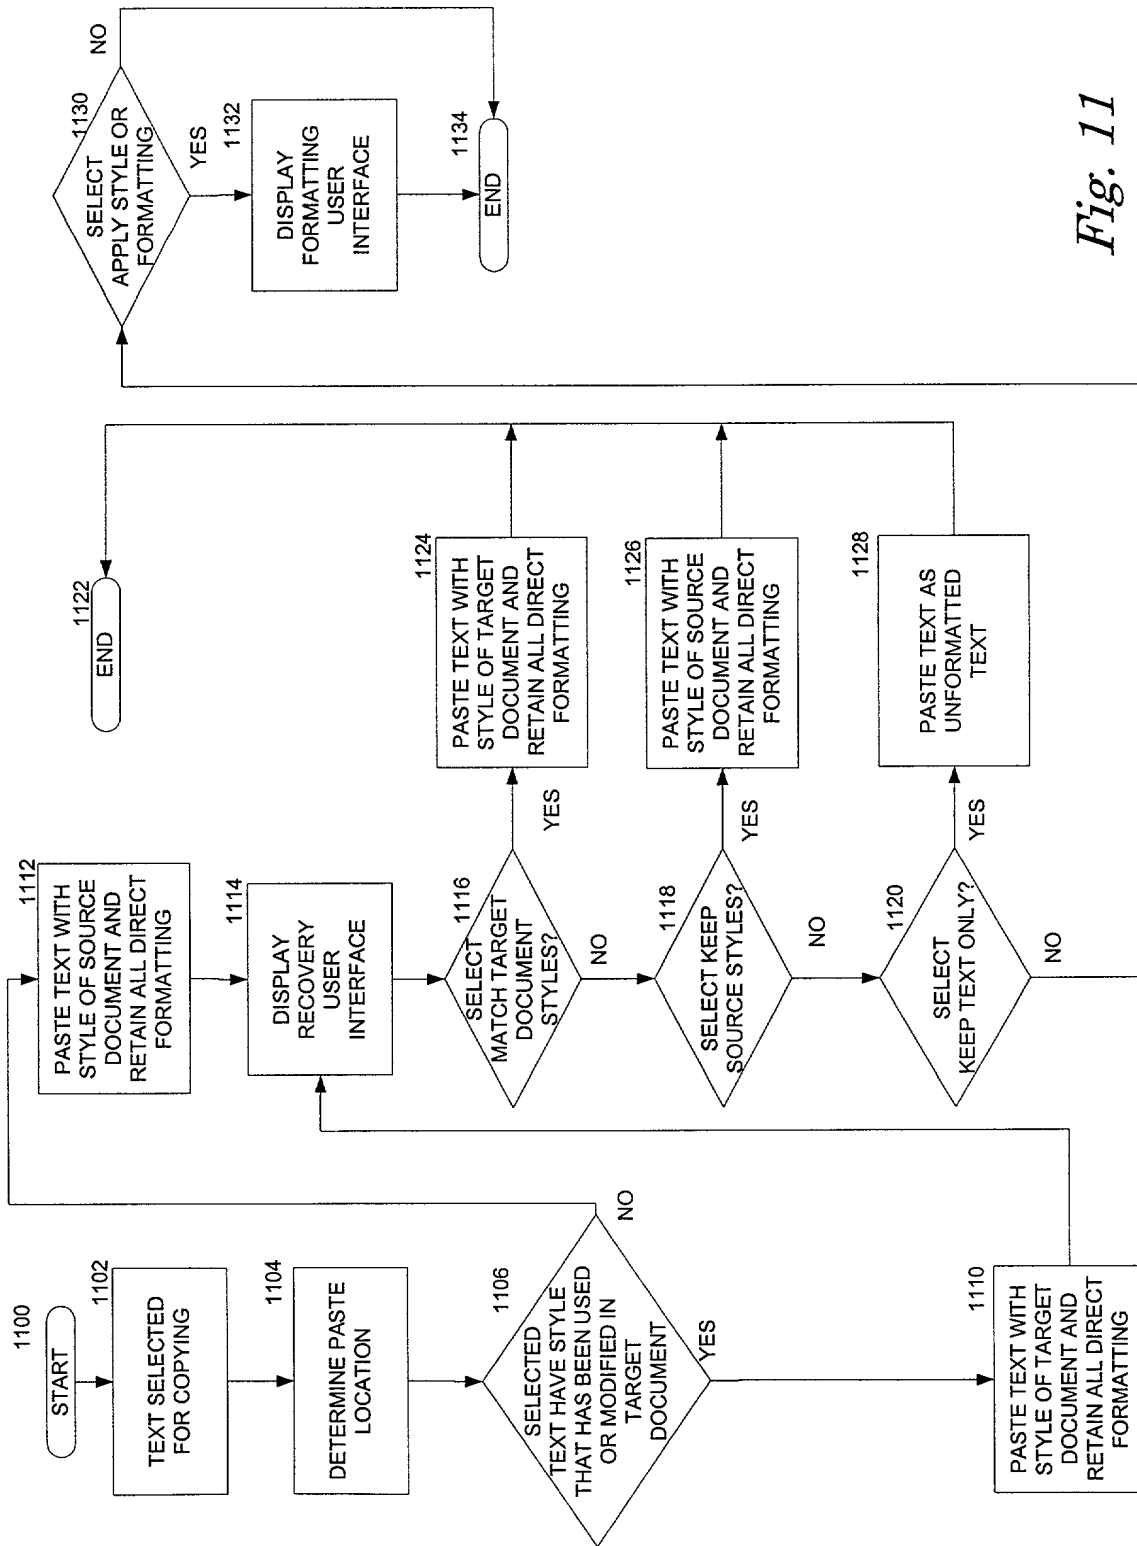 1100
START
1102
TEXT SELECTED
FOR COPYING
1104
DETERMINE PASTE
LOCATION
1106
SELECTED
TEXT HAVE STYLE
THAT HAS BEEN USED
OR MODIFIED IN
TARGET
DOCUMENT
NO
YES
1110
PASTE TEXT WITH
STYLE OF TARGET
DOCUMENT AND
RETAIN ALL DIRECT
FORMATTING
1112
PASTE TEXT WITH
STYLE OF SOURCE
DOCUMENT AND
RETAIN ALL DIRECT
FORMATTING
1114
DISPLAY
RECOVERY
USER
INTERFACE
1116
SELECT
MATCH TARGET
DOCUMENT
STYLES?
YES
NO
1124
PASTE TEXT WITH
STYLE OF TARGET
DOCUMENT AND
RETAIN ALL DIRECT
FORMATTING
1118
SELECT KEEP
SOURCE STYLES?
YES
NO
1126
PASTE TEXT WITH
STYLE OF SOURCE
DOCUMENT AND
RETAIN ALL DIRECT
FORMATTING
1120
SELECT
KEEP TEXT ONLY?
YES
NO
1128
PASTE TEXT AS
UNFORMATTED
TEXT
1122
END
1130
SELECT
APPLY STYLE OR
FORMATTING
NO
YES
1132
DISPLAY
FORMATTING
USER
INTERFACE
1134
END
Fig. 11